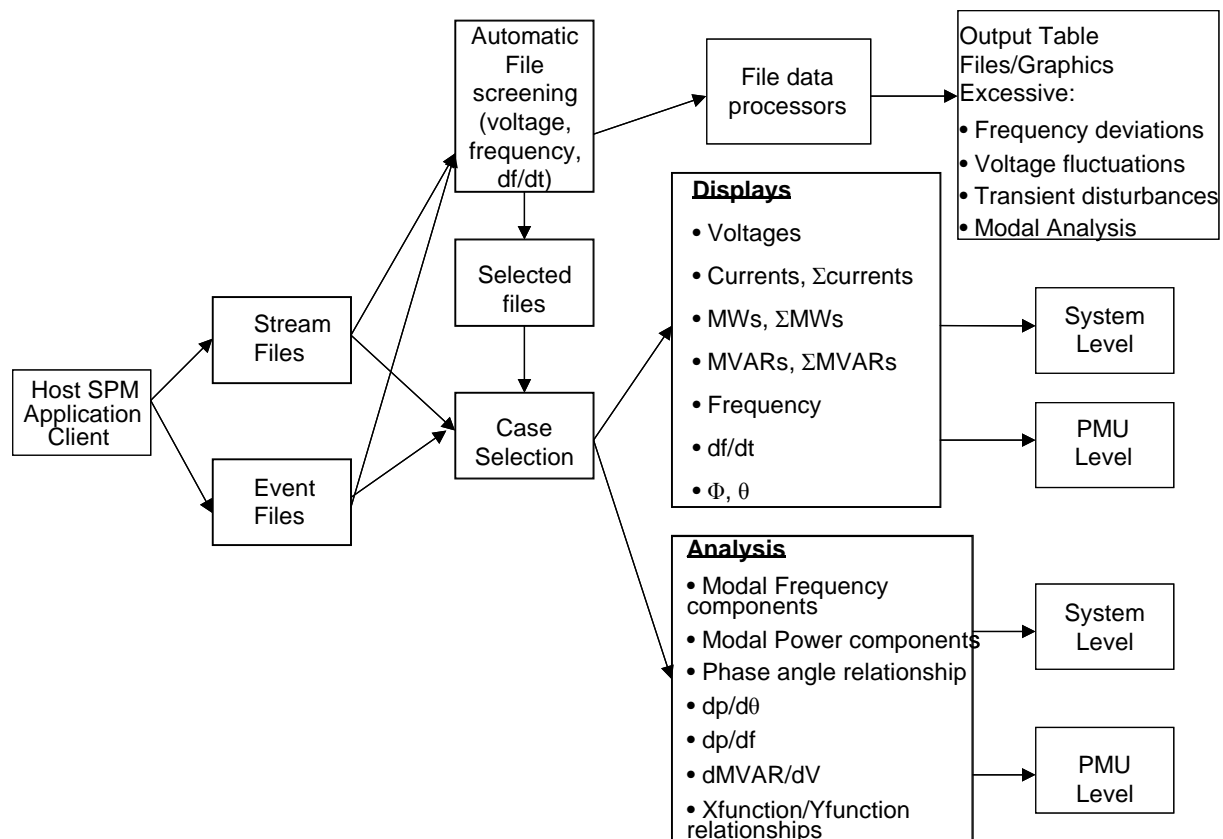 Host SPM
Application
Client
Stream
Files
Event
Files
Automatic
File
screening
(voltage,
frequency,
df/dt)
Selected
files
Case
Selection
File data
processors
Output Table
Files/Graphics
Excessive:
• Frequency deviations
• Voltage fluctuations
• Transient disturbances
• Modal Analysis
Displays
• Voltages
• Currents, Σcurrents
• MWs, ΣMWs
• MVARs, ΣMVARs
• Frequency
• df/dt
• Φ, θ
System
Level
PMU
Level
Analysis
• Modal Frequency
components
• Modal Power components
• Phase angle relationship
• dp/dθ
• dp/df
• dMVAR/dV
• Xfunction/Yfunction
relationships
System
Level
PMU
Level